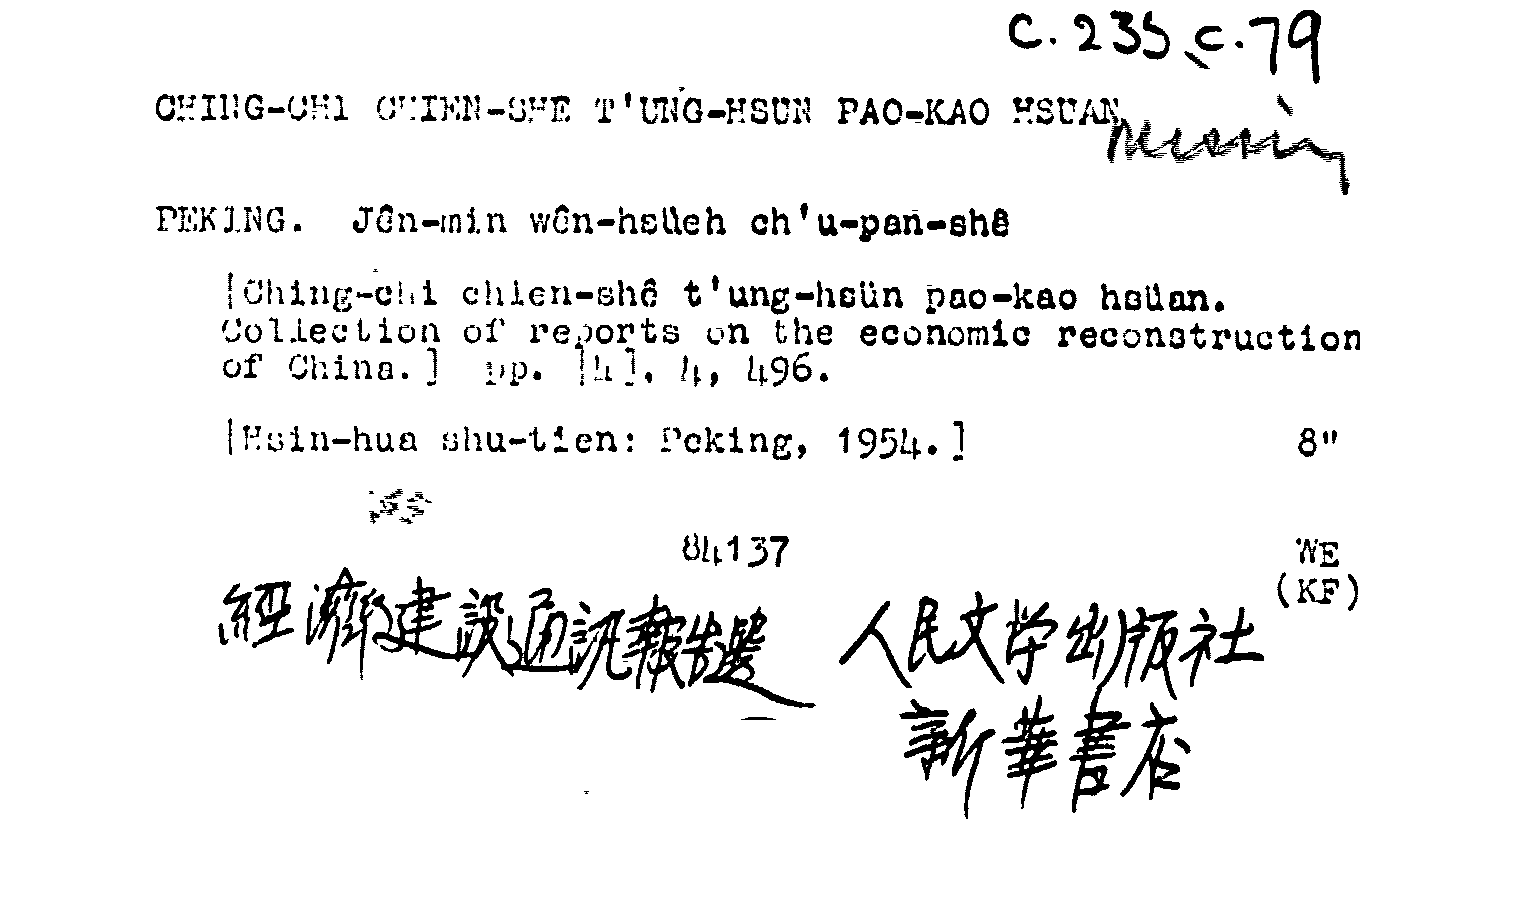 C. 235 c. 79
CHING-CHI CHIEN-SHE T'UNG-HSUN PAO-KAO HSUAN
Missing
PEKING. Jên-min wên-hsüeh ch'u-pan-shê
[Ching-chi chien-shê t'ung-hsün pao-kao hsüan.
Collection of reports on the economic reconstruction
of China.] pp. [4]. 4, 496.
[Hsin-hua shu-tien: Peking, 1954.] 8"
84137 WE
(KF)
經濟建設通訊報告選 人民文学出版社
新華書店